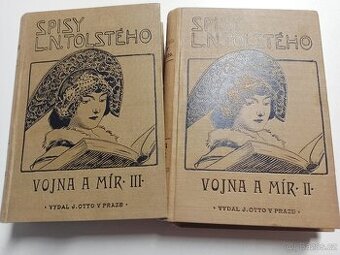 SPISY
L.N.TOLSTÉHO
VOJNA A MÍR· III·
·VYDAL J.OTTO V PRAZE·
SPISY
L.N.TOLSTÉHO
VOJNA A MÍR· II·
·VYDAL J.OTTO V PRAZE·